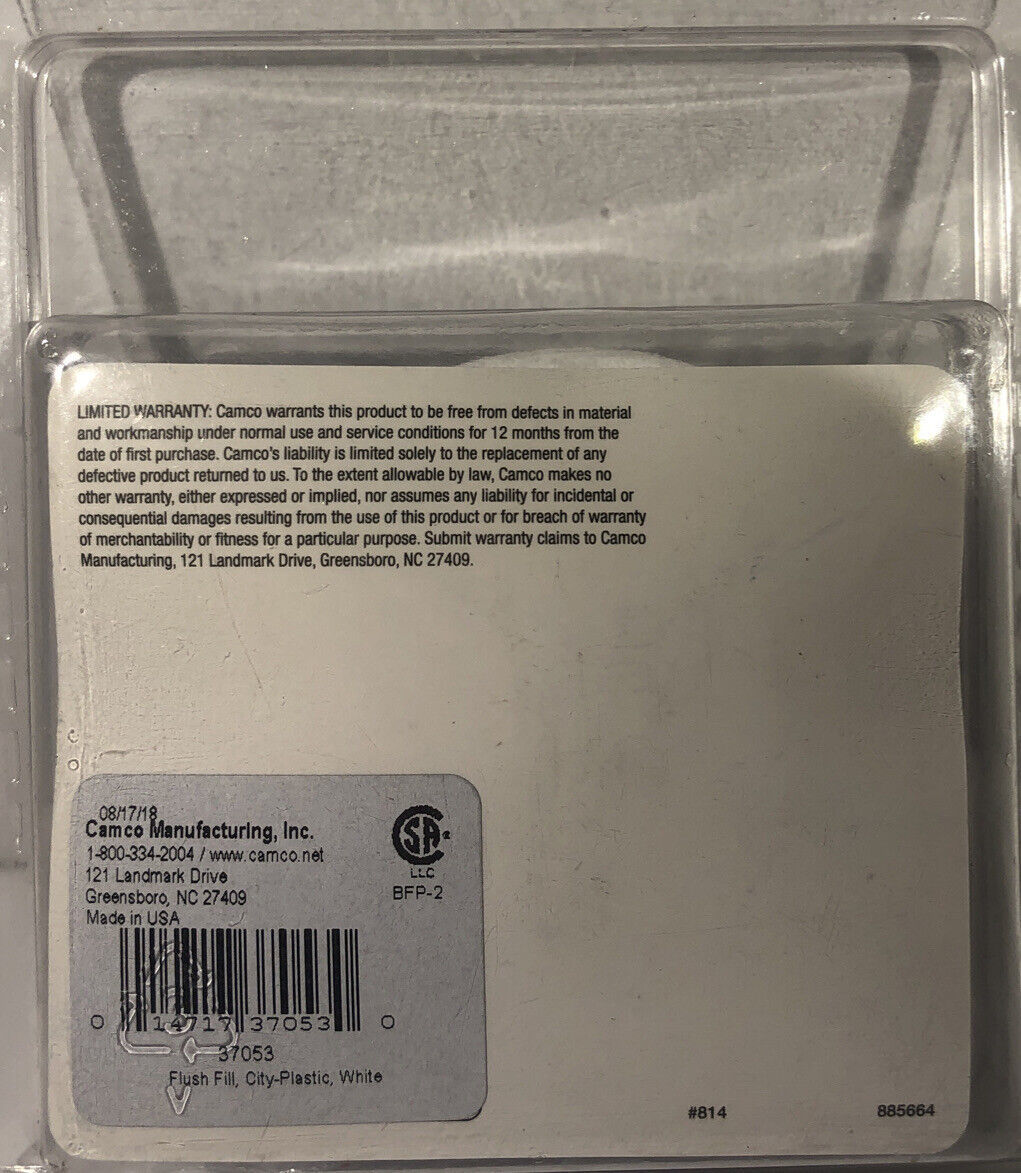 LIMITED WARRANTY: Camco warrants this product to be free from defects in material
and workmanship under normal use and service conditions for 12 months from the
date of first purchase. Camco's liability is limited solely to the replacement of any
defective product returned to us. To the extent allowable by law, Camco makes no
other warranty, either expressed or implied, nor assumes any liability for incidental or
consequential damages resulting from the use of this product or for breach of warranty
of merchantability or fitness for a particular purpose. Submit warranty claims to Camco
Manufacturing, 121 Landmark Drive, Greensboro, NC 27409.
08/17/18
Camco Manufacturing, Inc.
1-800-334-2004 / www.camco.net
121 Landmark Drive
Greensboro, NC 27409
Made in USA
SA
LLC
BFP-2
0 14717 37053 0
37053
Flush Fill, City-Plastic, White
#814
885664